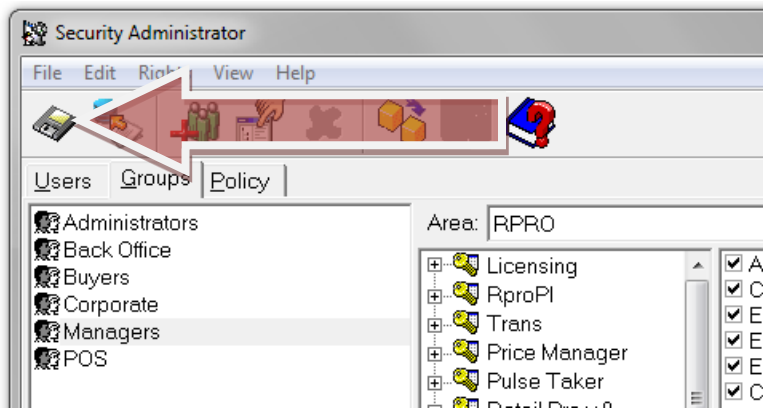 Security Administrator
File Edit Rights View Help
Users Groups Policy
Administrators
Back Office
Buyers
Corporate
Managers
POS
Area: RPRO
Licensing
RproPI
Trans
Price Manager
Pulse Taker
A
C
E
E
E
C